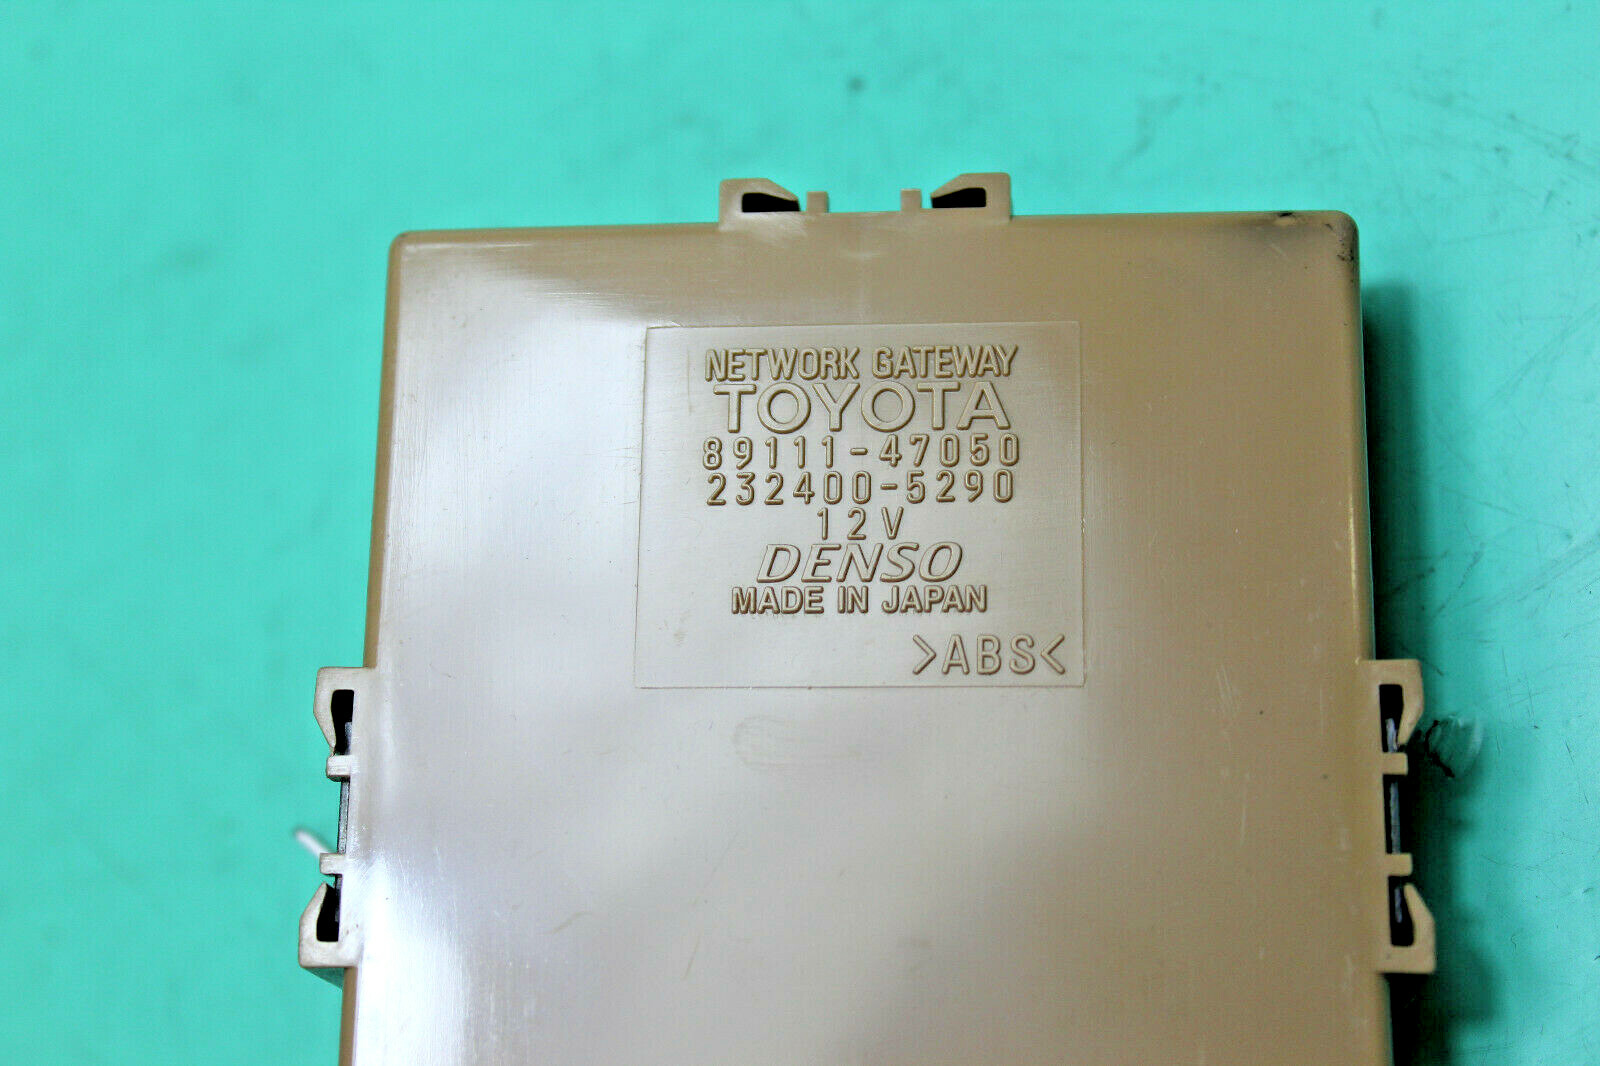 NETWORK GATEWAY
TOYOTA
89111-47050
232400-5290
12V
DENSO
MADE IN JAPAN
>ABS<